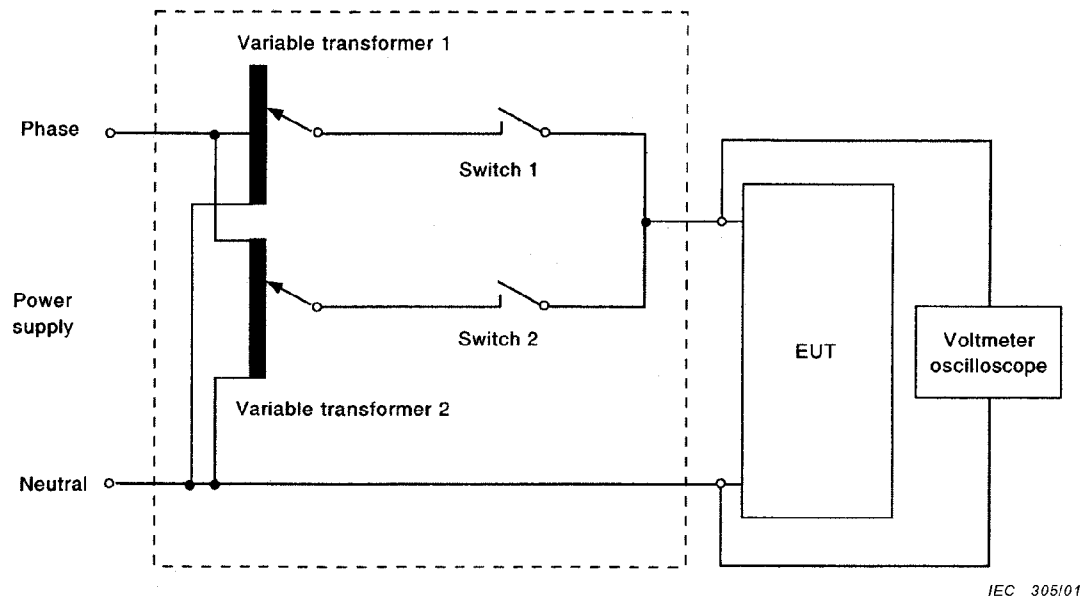 Variable transformer 1
Phase
Switch 1
Power
supply
Switch 2
EUT
Voltmeter
oscilloscope
Variable transformer 2
Neutral
IEC 305/01